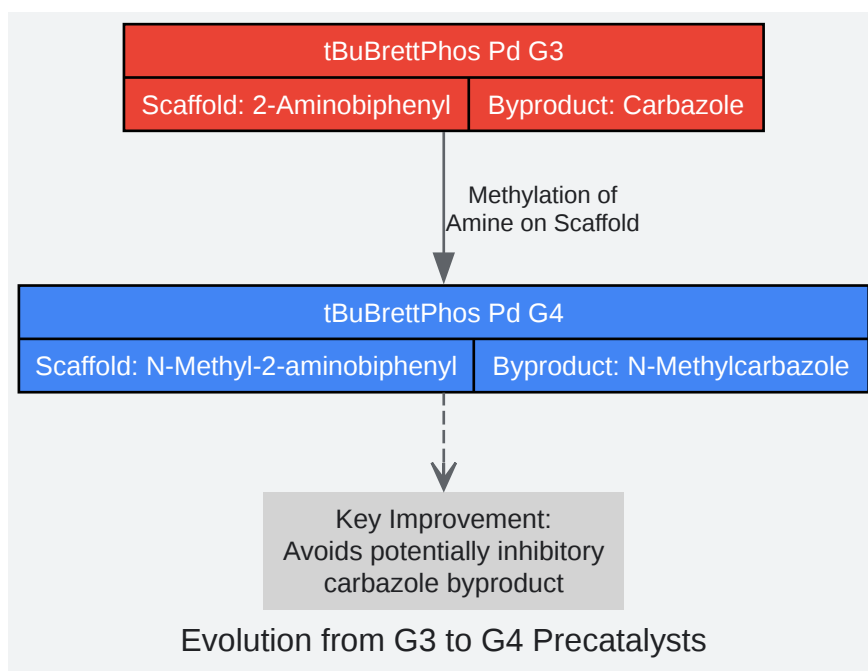 tBuBrettPhos Pd G3
Scaffold: 2-Aminobiphenyl
Byproduct: Carbazole
Methylation of
Amine on Scaffold
tBuBrettPhos Pd G4
Scaffold: N-Methyl-2-aminobiphenyl
Byproduct: N-Methylcarbazole
Key Improvement:
Avoids potentially inhibitory
carbazole byproduct
Evolution from G3 to G4 Precatalysts